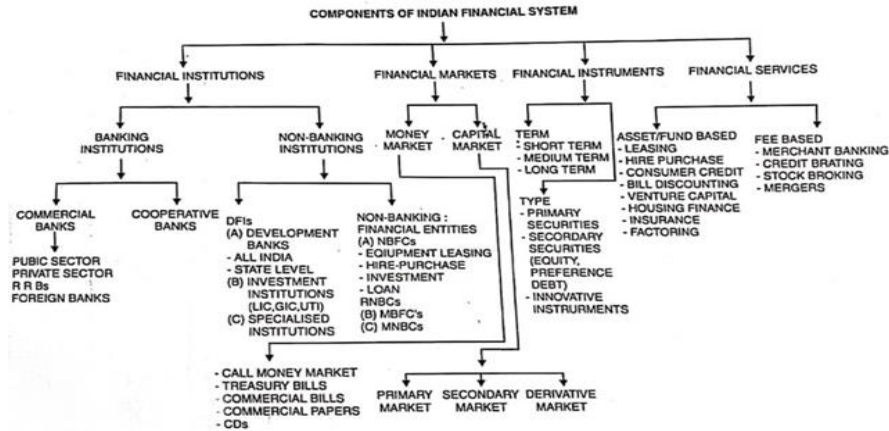 COMPONENTS OF INDIAN FINANCIAL SYSTEM
FINANCIAL INSTITUTIONS
FINANCIAL MARKETS
FINANCIAL INSTRUMENTS
FINANCIAL SERVICES
BANKING
INSTITUTIONS
NON-BANKING
INSTITUTIONS
MONEY
MARKET
CAPITAL
MARKET
TERM
- SHORT TERM
- MEDIUM TERM
- LONG TERM
ASSET/FUND BASED
- LEASING
- HIRE PURCHASE
- CONSUMER CREDIT
- BILL DISCOUNTING
- VENTURE CAPITAL
- HOUSING FINANCE
- INSURANCE
- FACTORING
FEE BASED
- MERCHANT BANKING
- CREDIT BRATING
- STOCK BROKING
- MERGERS
COMMERCIAL
BANKS
COOPERATIVE BANKS
PUBIC SECTOR
PRIVATE SECTOR
R R Bs
FOREIGN BANKS
DFIs
(A) DEVELOPMENT
BANKS
- ALL INDIA
- STATE LEVEL
(B) INVESTMENT
INSTITUTIONS
(LIC,GIC,UTI)
(C) SPECIALISED
INSTITUTIONS
NON-BANKING :
FINANCIAL ENTITIES
(A) NBFCs
- EQIUPMENT LEASING
- HIRE-PURCHASE
- INVESTMENT
- LOAN
RNBCs
(B) MBFC's
(C) MNBCs
TYPE
- PRIMARY
SECURITIES
- SECORDARY
SECURITIES
(EQUITY,
PREFERENCE
DEBT)
- INNOVATIVE
INSTRURMENTS
- CALL MONEY MARKET
- TREASURY BILLS
- COMMERCIAL BILLS
- COMMERCIAL PAPERS
- CDs
PRIMARY
MARKET
SECONDARY
MARKET
DERIVATIVE
MARKET